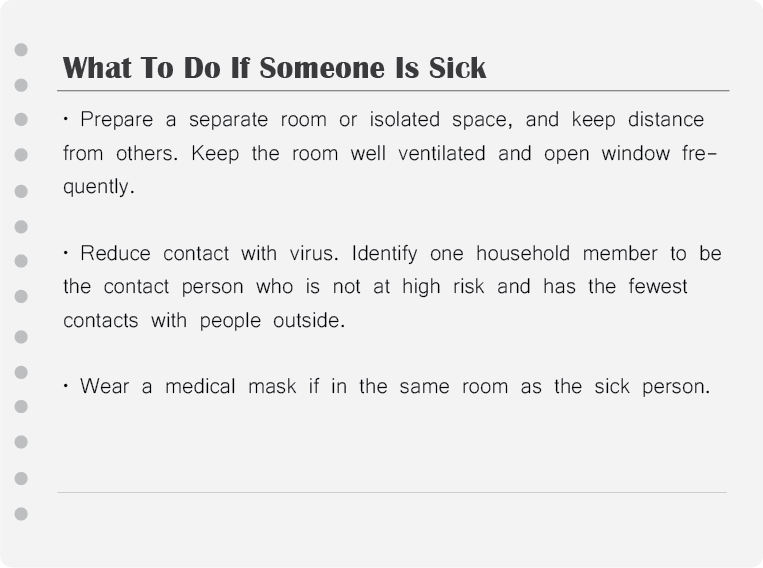 What To Do If Someone Is Sick
· Prepare a separate room or isolated space, and keep distance
from others. Keep the room well ventilated and open window fre-
quently.
· Reduce contact with virus. Identify one household member to be
the contact person who is not at high risk and has the fewest
contacts with people outside.
· Wear a medical mask if in the same room as the sick person.